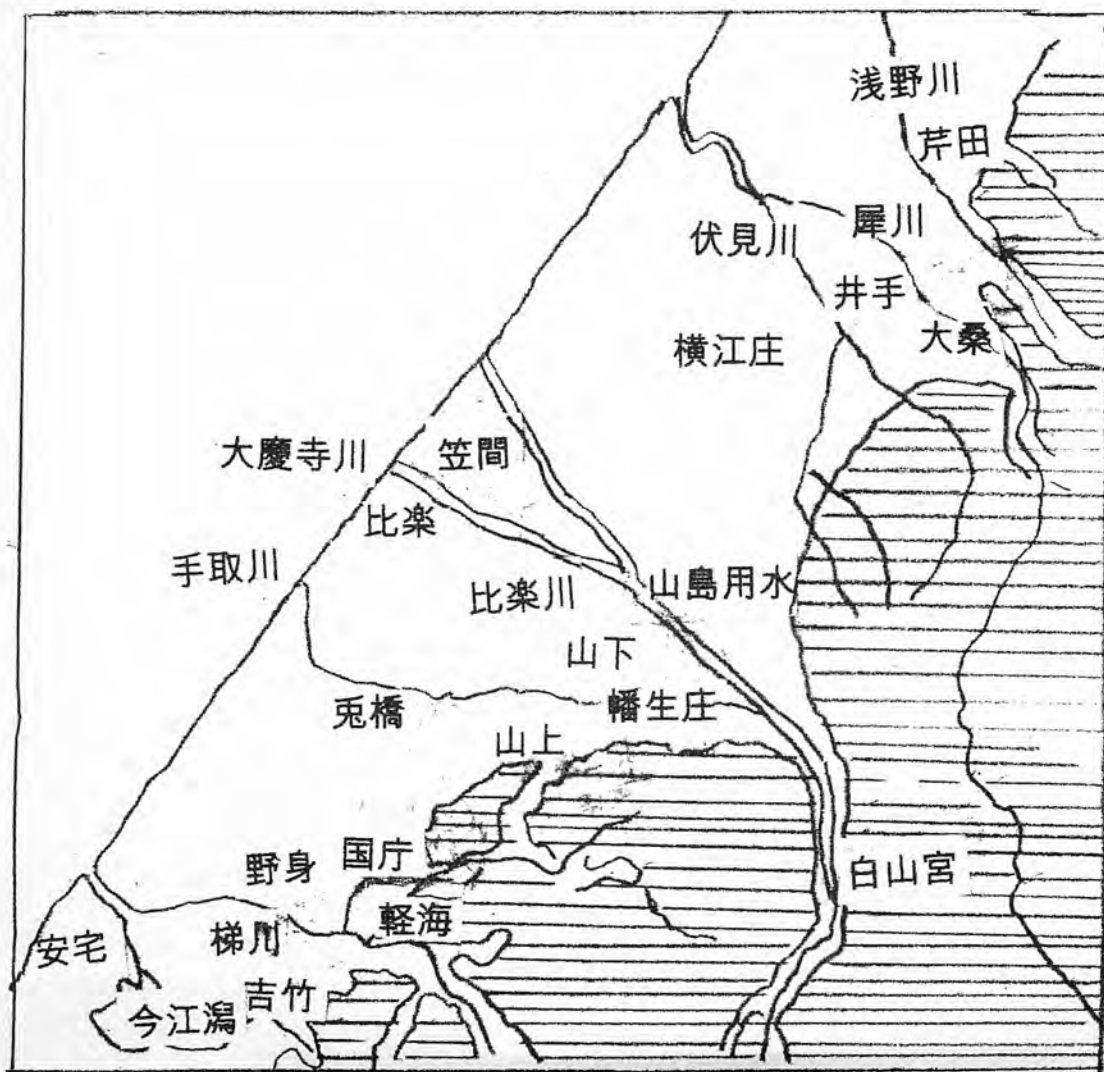 浅野川
芹田
犀川
伏見川
井手
大桑
横江庄
大慶寺川
笠間
比楽
手取川
比楽川
山島用水
山下
兎橋
幡生庄
山上
野身
国庁
白山宮
軽海
安宅
梯川
吉竹
今江潟